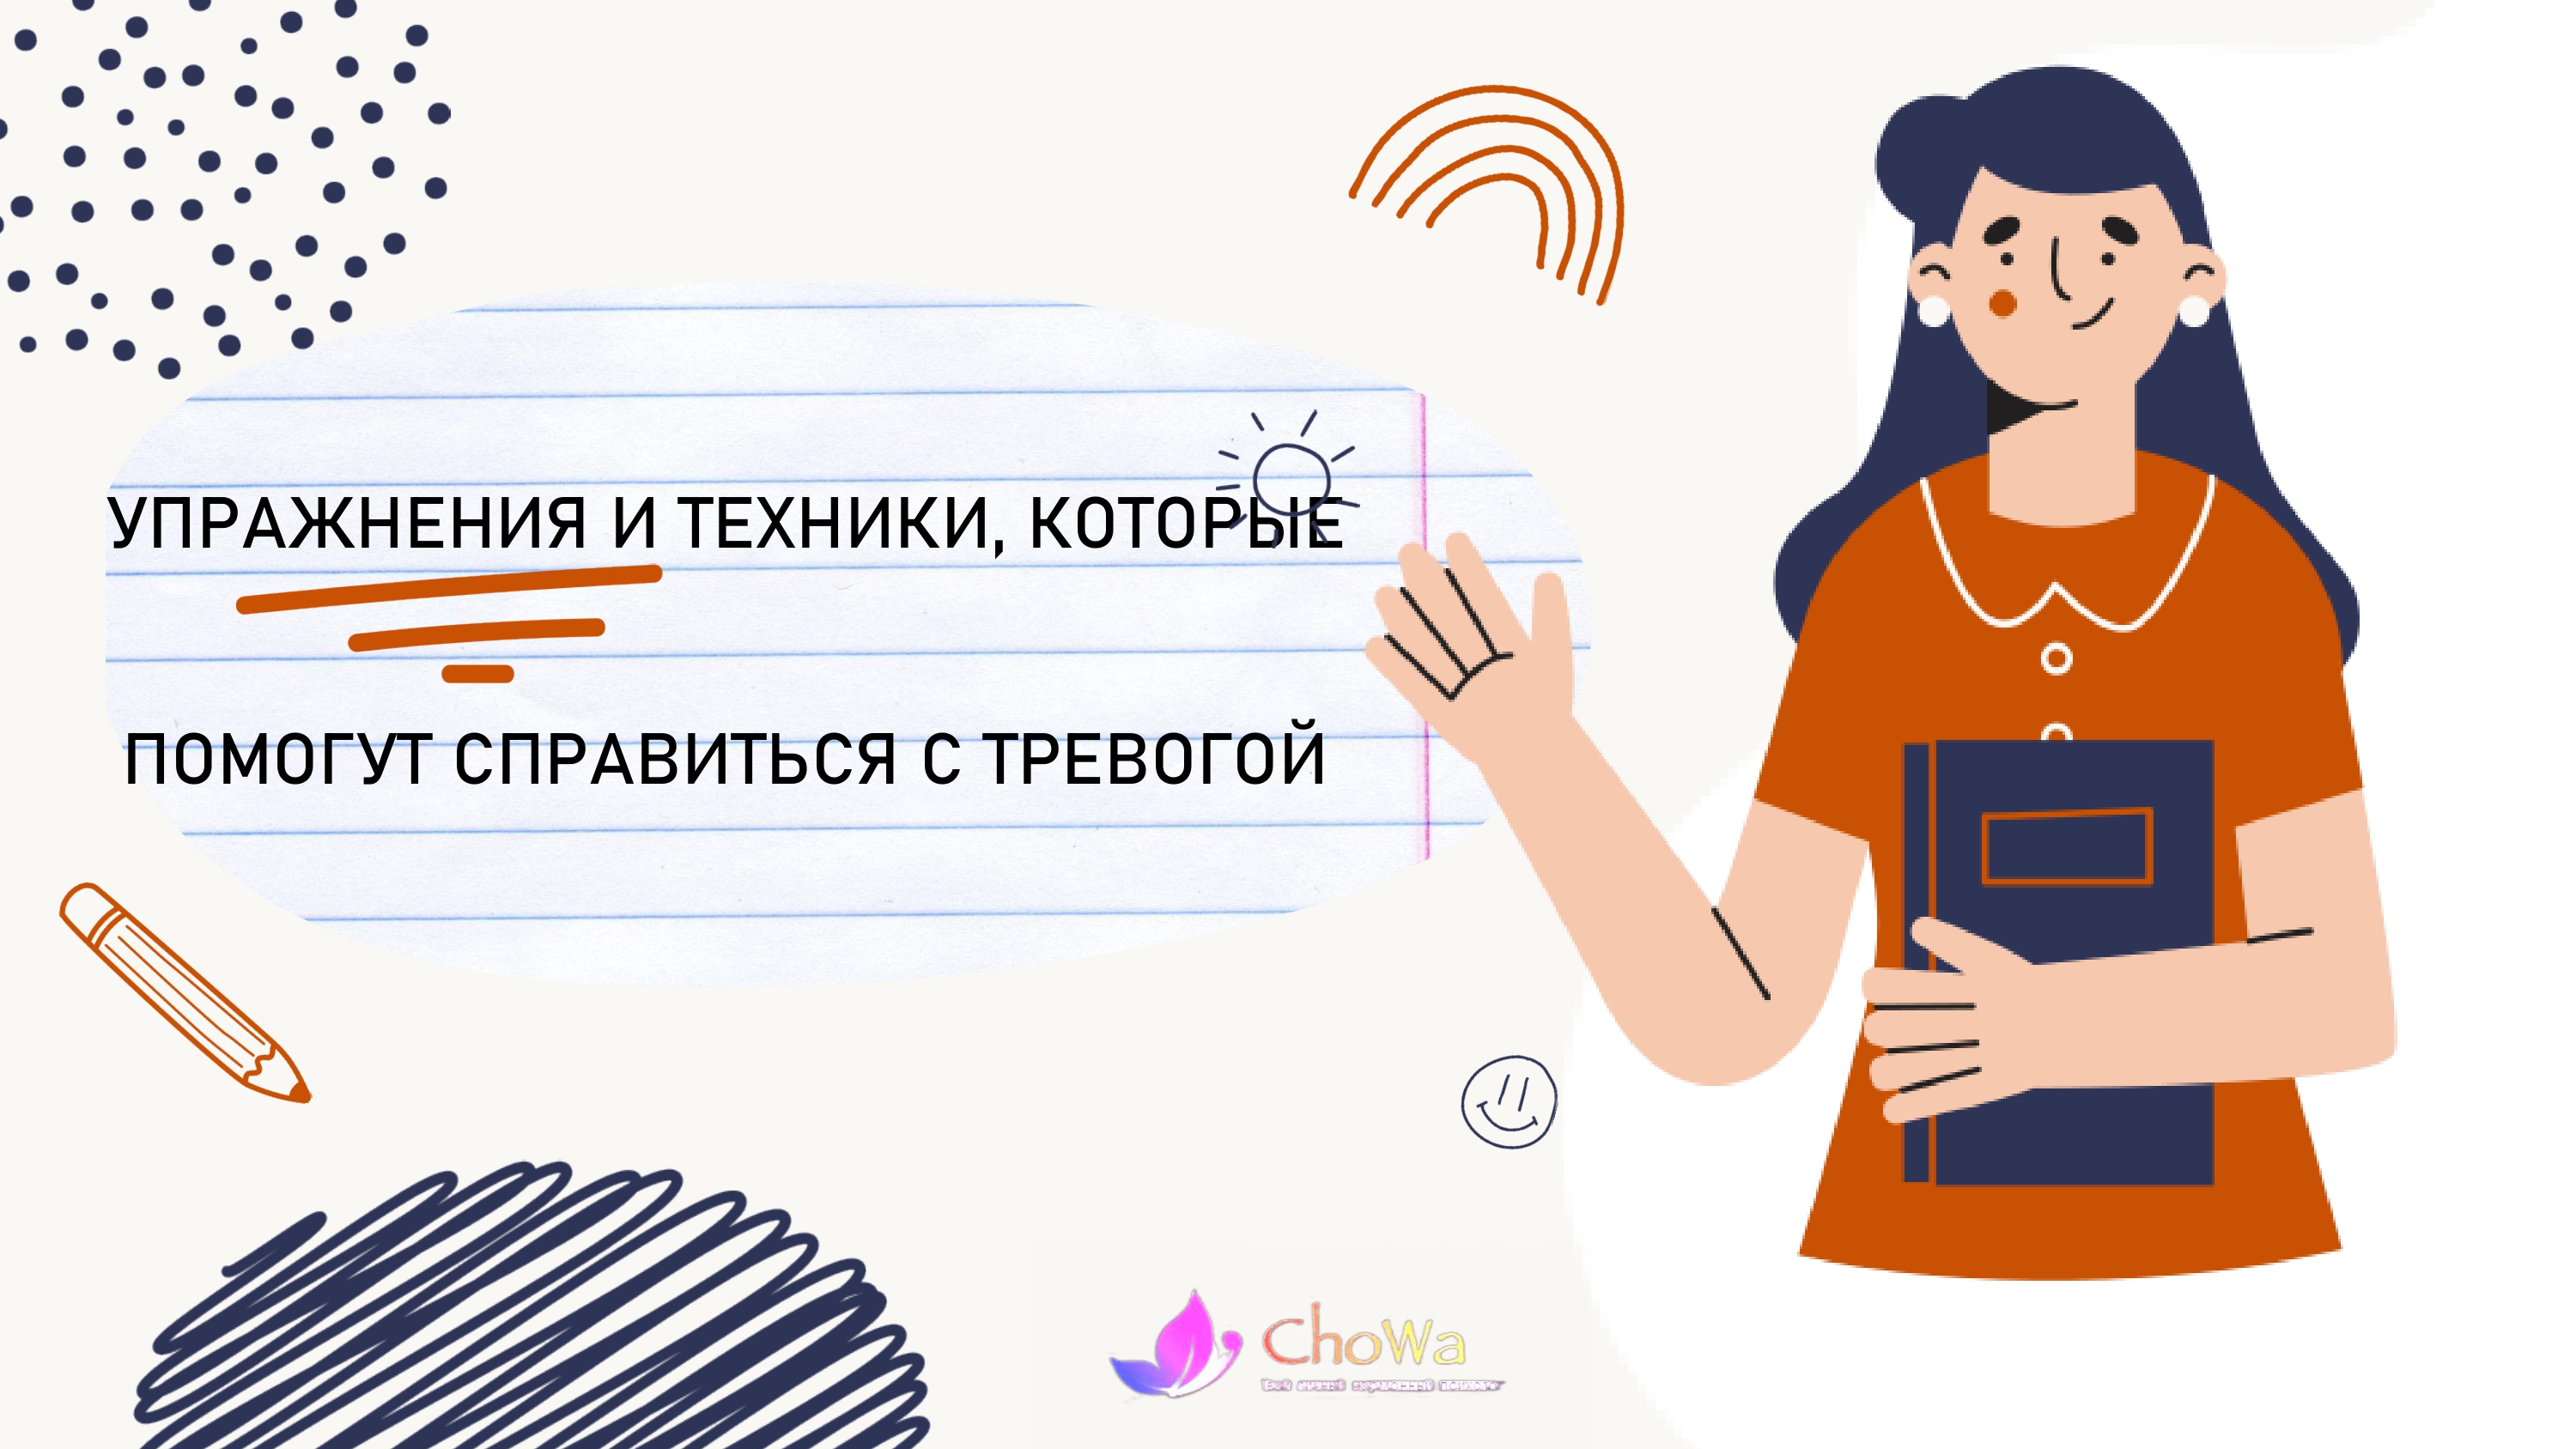 УПРАЖНЕНИЯ И ТЕХНИКИ, КОТОРЫЕ
ПОМОГУТ СПРАВИТЬСЯ С ТРЕВОГОЙ
ChoWa